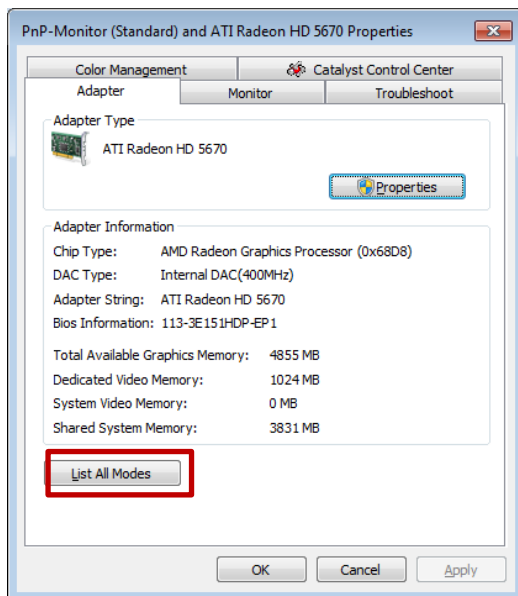 PnP-Monitor (Standard) and ATI Radeon HD 5670 Properties
Color Management Catalyst Control Center
Adapter Monitor Troubleshoot
Adapter Type
ATI Radeon HD 5670
Properties
Adapter Information
Chip Type: AMD Radeon Graphics Processor (0x68D8)
DAC Type: Internal DAC(400MHz)
Adapter String: ATI Radeon HD 5670
Bios Information: 113-3E151HDP-EP1
Total Available Graphics Memory: 4855 MB
Dedicated Video Memory: 1024 MB
System Video Memory: 0 MB
Shared System Memory: 3831 MB
List All Modes
OK Cancel Apply